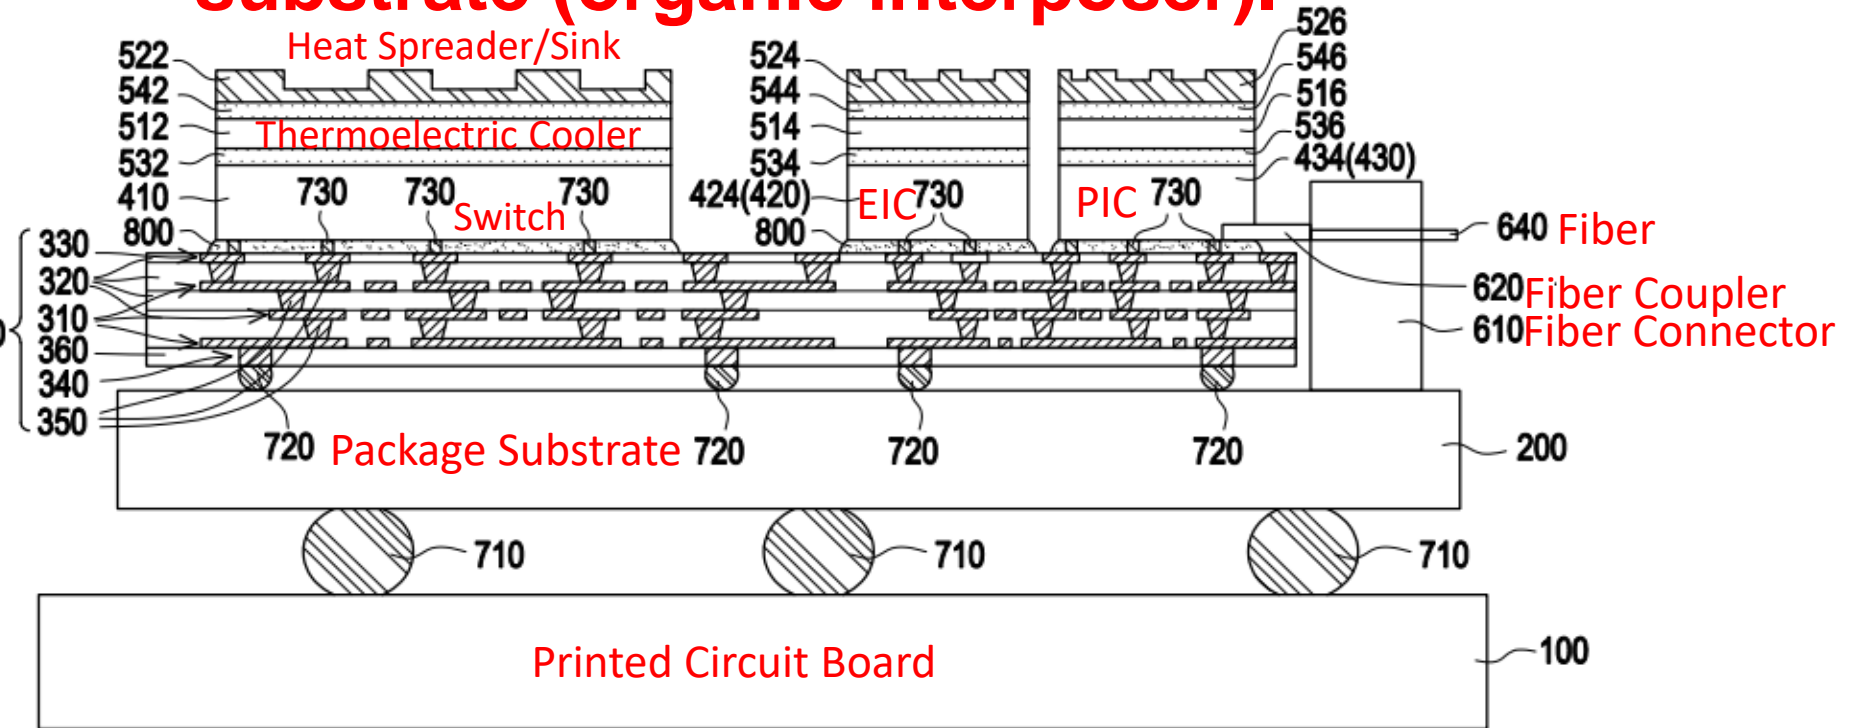 substrate (organic interposer).
Heat Spreader/Sink
522
542
512
532
410
800
Thermoelectric Cooler
730 730 730
Switch
524
544
514
534
424(420)
800
EIC
730
526
546
516
536
434(430)
PIC
730
640 Fiber
620 Fiber Coupler
610 Fiber Connector
330
320
310
360
340
350
720 Package Substrate 720 720 720
200
710 710 710
Printed Circuit Board
100